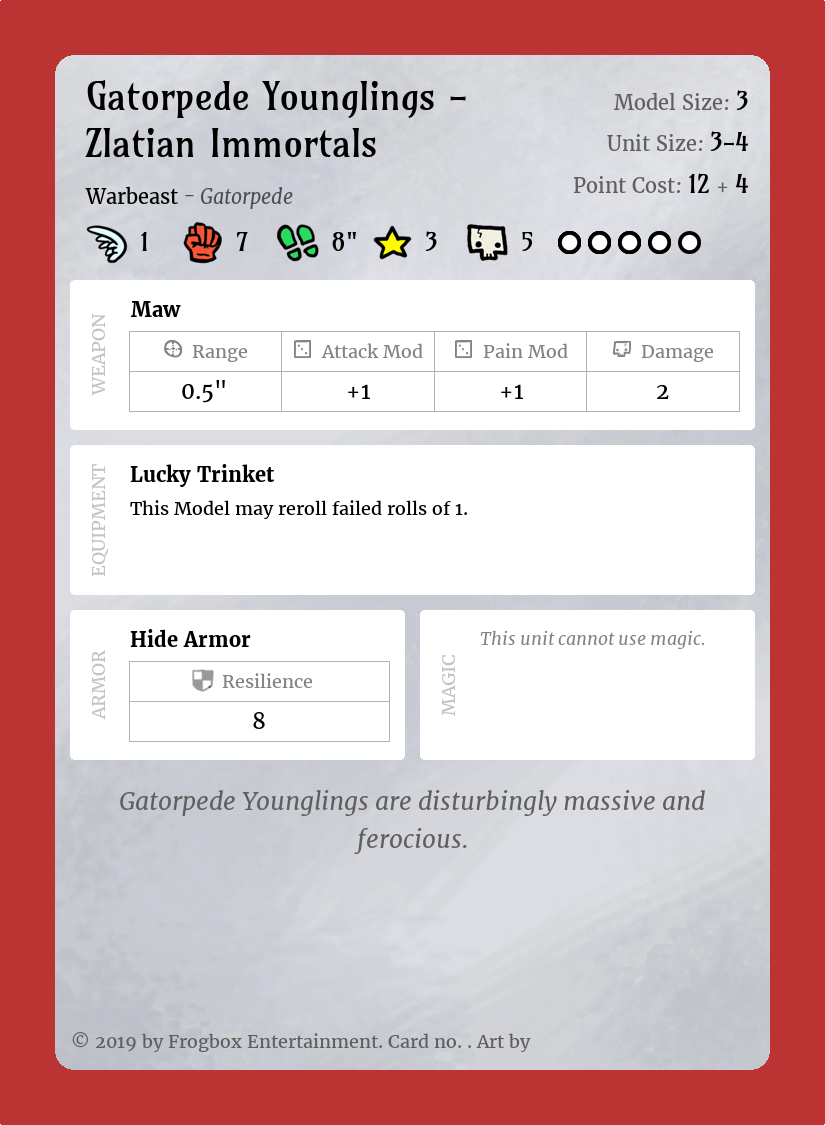 Gatorpede Younglings –
Zlatian Immortals
Warbeast – Gatorpede
Model Size: 3
Unit Size: 3–4
Point Cost: 12 + 4
1 7 8" 3 5
WEAPON
Maw
Range Attack Mod Pain Mod Damage
0.5" +1 +1 2
EQUIPMENT
Lucky Trinket
This Model may reroll failed rolls of 1.
ARMOR
Hide Armor
Resilience
8
MAGIC
This unit cannot use magic.
Gatorpede Younglings are disturbingly massive and
ferocious.
© 2019 by Frogbox Entertainment. Card no. . Art by